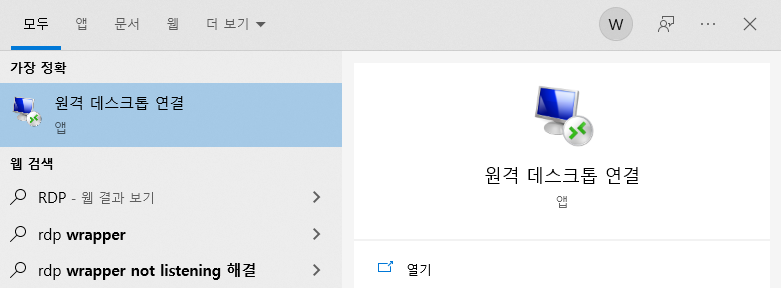 모두 앱 문서 웹 더 보기 W
가장 정확
원격 데스크톱 연결
앱
웹 검색
RDP - 웹 결과 보기
rdp wrapper
rdp wrapper not listening 해결
원격 데스크톱 연결
앱
열기